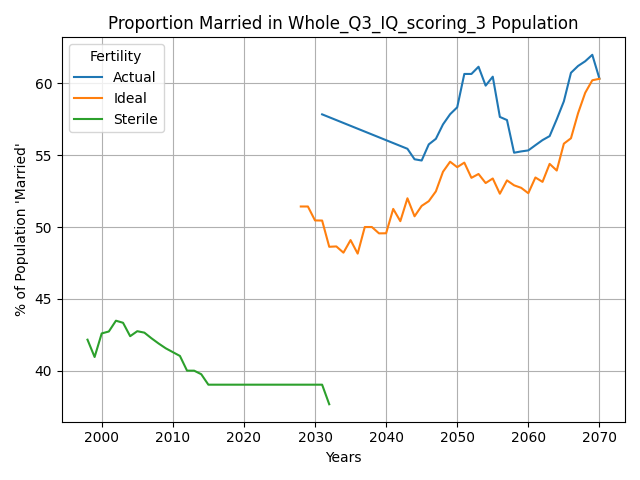 Proportion Married in Whole_Q3_IQ_scoring_3 Population
Fertility
Actual
Ideal
Sterile
% of Population 'Married'
60
55
50
45
40
2000 2010 2020 2030 2040 2050 2060 2070
Years